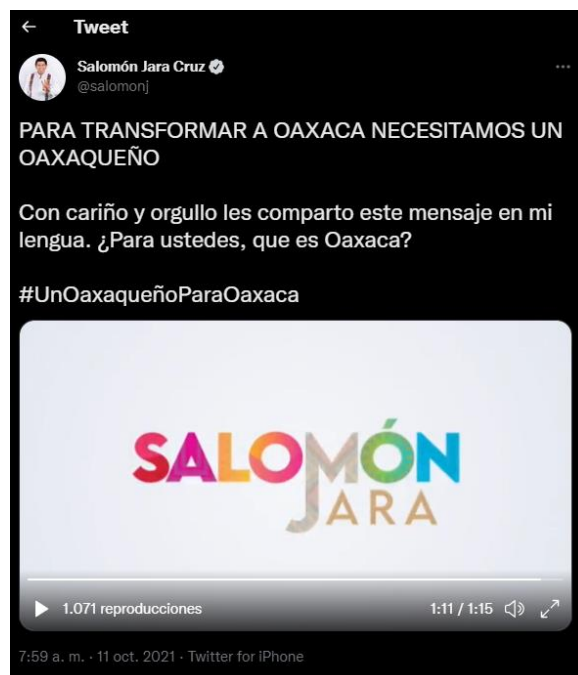 Tweet
Salomón Jara Cruz
@salomonj
PARA TRANSFORMAR A OAXACA NECESITAMOS UN
OAXAQUEÑO
Con cariño y orgullo les comparto este mensaje en mi
lengua. ¿Para ustedes, que es Oaxaca?
#UnOaxaqueñoParaOaxaca
SALOMÓN
JARA
1.071 reproducciones
1:11 / 1:15
7:59 a. m. · 11 oct. 2021 · Twitter for iPhone